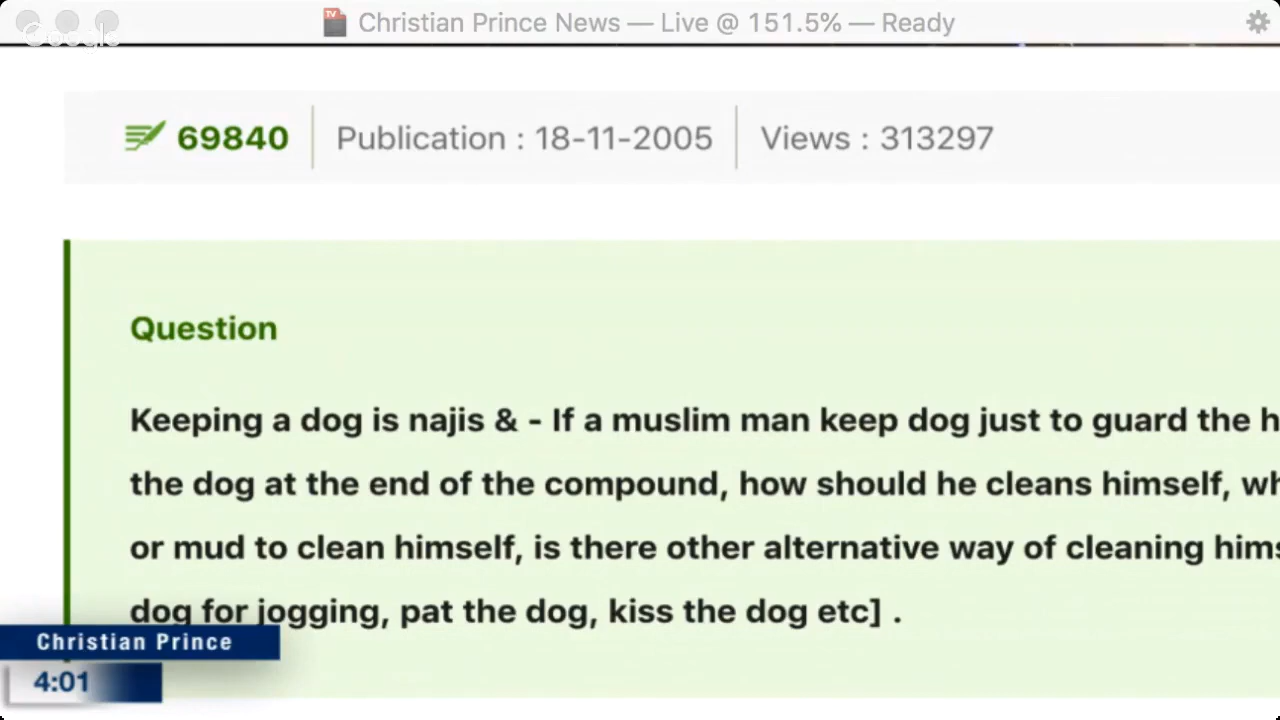 Christian Prince News — Live @ 151.5% — Ready
Google
69840
Publication : 18-11-2005
Views : 313297
Question
Keeping a dog is najis & - If a muslim man keep dog just to guard the h
the dog at the end of the compound, how should he cleans himself, wh
or mud to clean himself, is there other alternative way of cleaning hims
dog for jogging, pat the dog, kiss the dog etc] .
Christian Prince
4:01